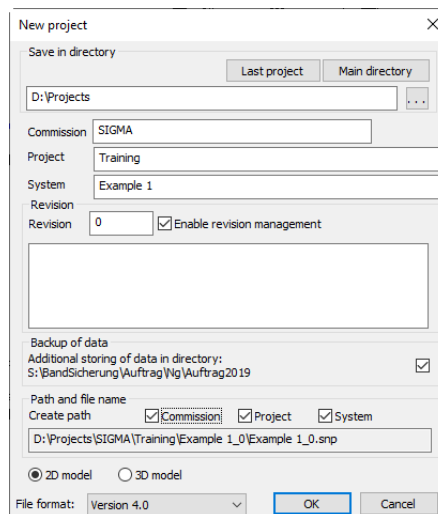 New project
Save in directory
Last project Main directory
D:\Projects ...
Commission SIGMA
Project Training
System Example 1
Revision
Revision 0 Enable revision management
Backup of data
Additional storing of data in directory:
S:\BandSicherung\Auftrag\Ng\Auftrag2019
Path and file name
Create path Commission Project System
D:\Projects\SIGMA\Training\Example 1_0\Example 1_0.snp
2D model 3D model
File format: Version 4.0 OK Cancel